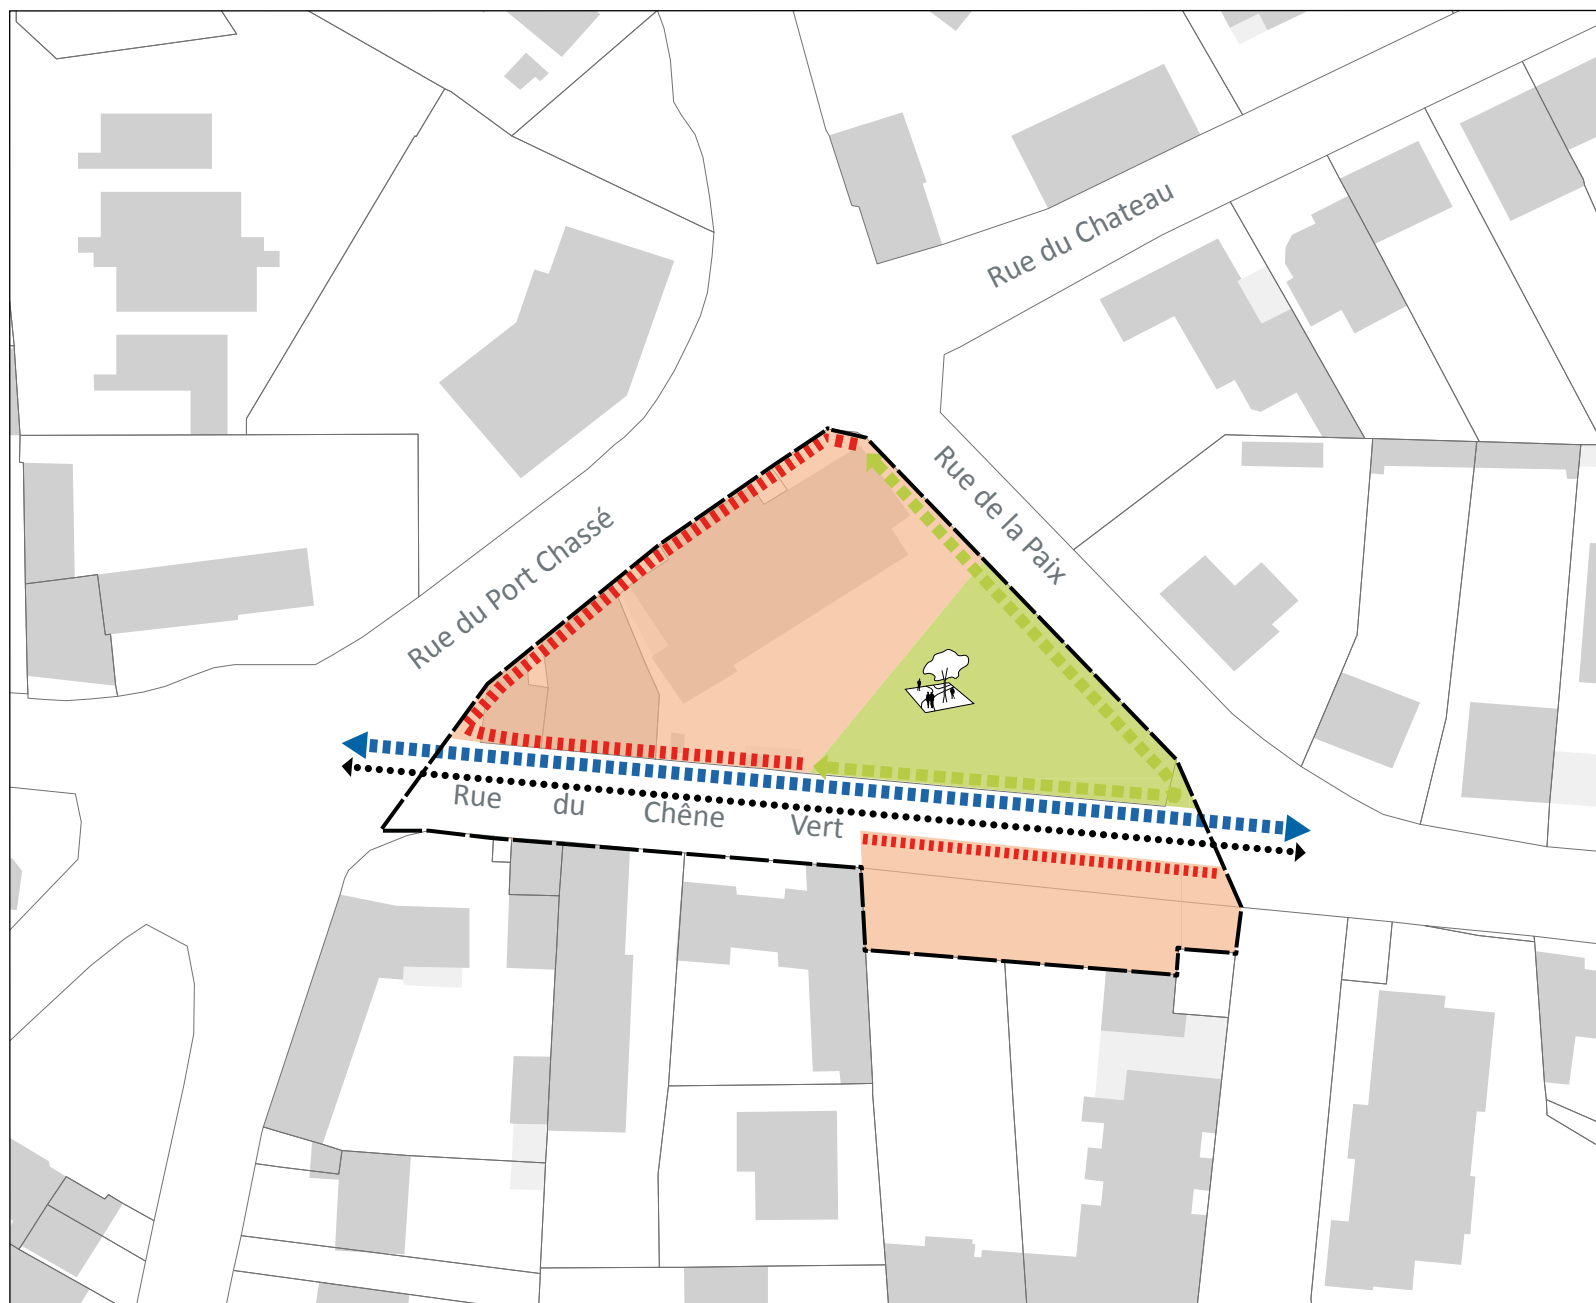 Rue du Chateau
Rue de la Paix
Rue du Port Chassé
Rue du Chêne Vert